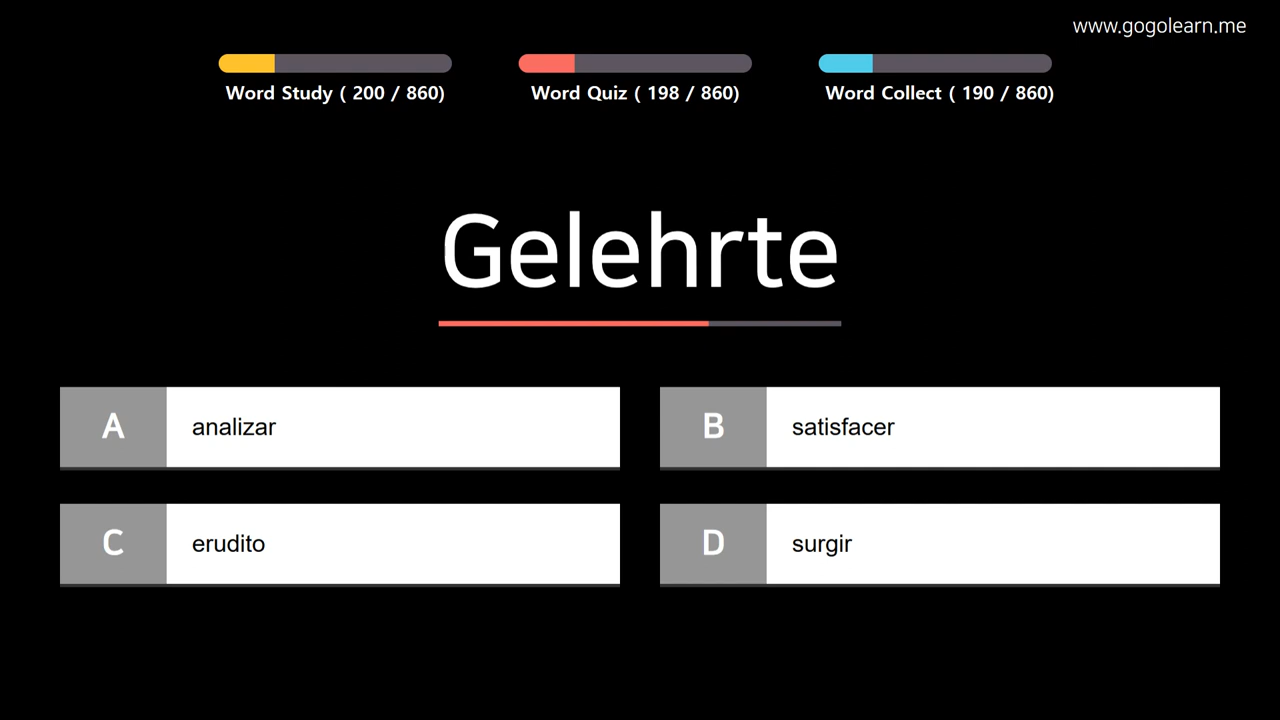 www.gogolearn.me
Word Study ( 200 / 860)
Word Quiz ( 198 / 860)
Word Collect ( 190 / 860)
Gelehrte
A analizar
B satisfacer
C erudito
D surgir